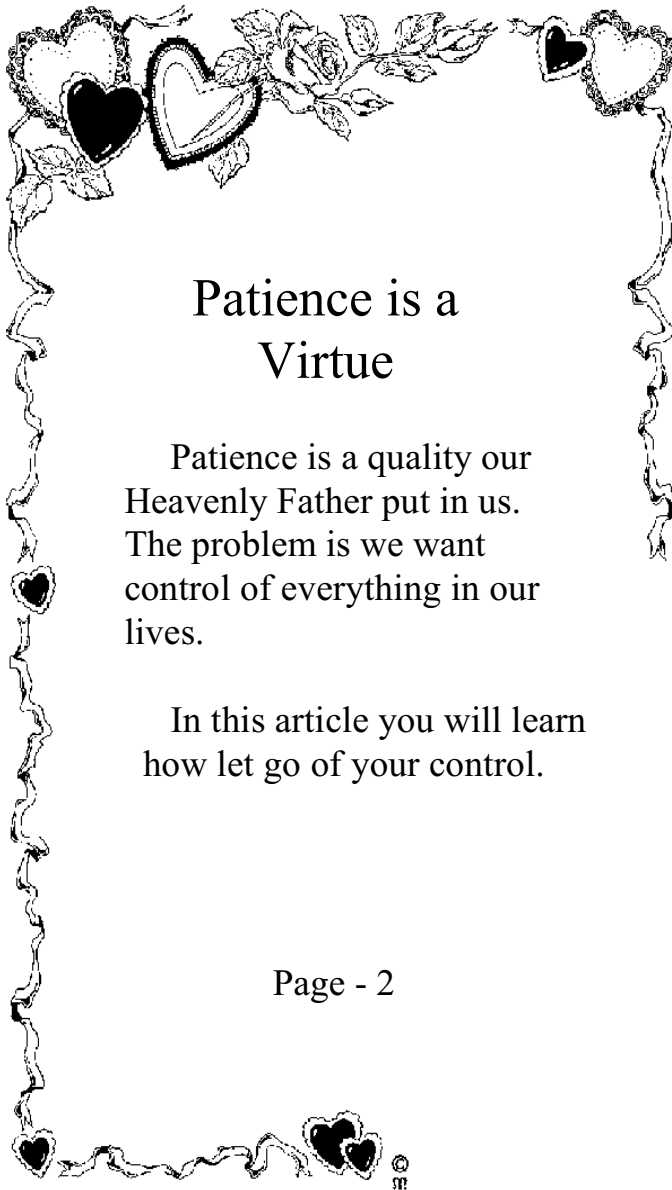 Patience is a
Virtue
Patience is a quality our
Heavenly Father put in us.
The problem is we want
control of everything in our
lives.
In this article you will learn
how let go of your control.
Page - 2
©